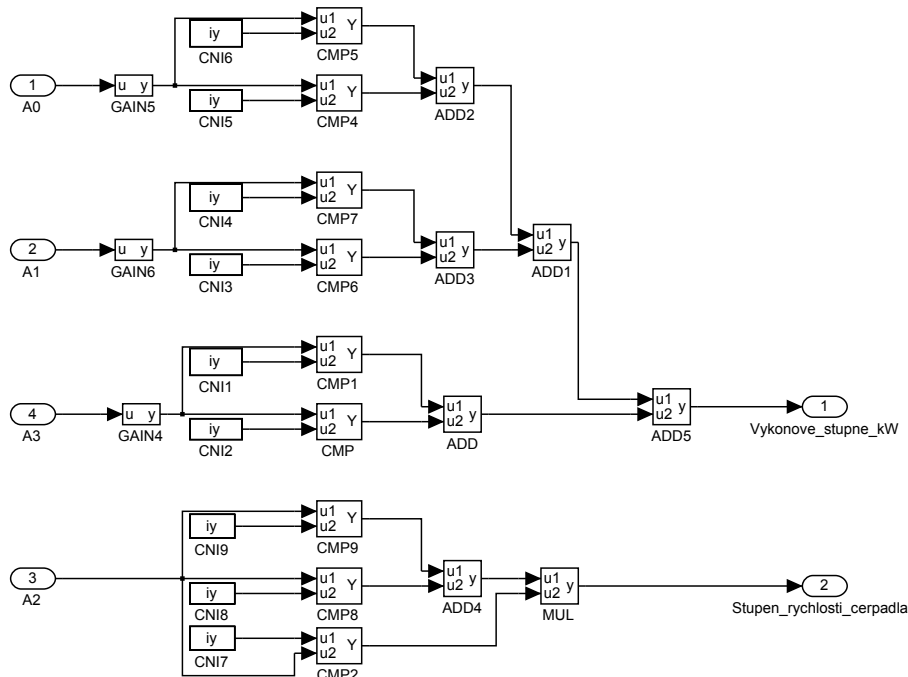 iy
u1
u2
Y
CNI6
CMP5
1
A0
u y
GAIN5
iy
CNI5
u1
u2
Y
CMP4
u1
u2
y
ADD2
iy
CNI4
u1
u2
Y
CMP7
2
A1
u y
GAIN6
iy
CNI3
u1
u2
Y
CMP6
u1
u2
y
ADD3
u1
u2
y
ADD1
iy
CNI1
u1
u2
Y
CMP1
4
A3
u y
GAIN4
iy
CNI2
u1
u2
Y
CMP
u1
u2
y
ADD
u1
u2
y
ADD5
1
Vykonove_stupne_kW
iy
CNI9
u1
u2
Y
CMP9
3
A2
iy
CNI8
u1
u2
Y
CMP8
u1
u2
y
ADD4
u1
u2
y
MUL
2
Stupen_rychlosti_cerpadla
iy
CNI7
u1
u2
Y
CMP2